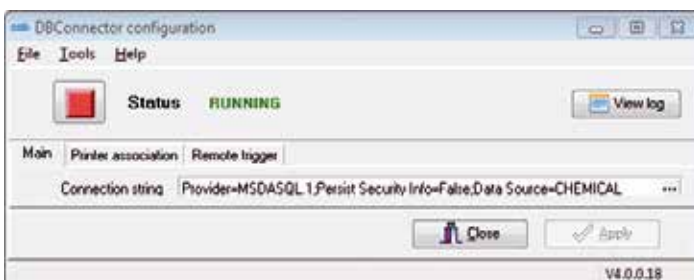 DBConnector configuration
File Tools Help
Status RUNNING View log
Main Printer association Remote trigger
Connection string Provider=MSDASQL.1;Persist Security Info=False;Data Source=CHEMICAL ...
Close Apply
V4.0.0.18